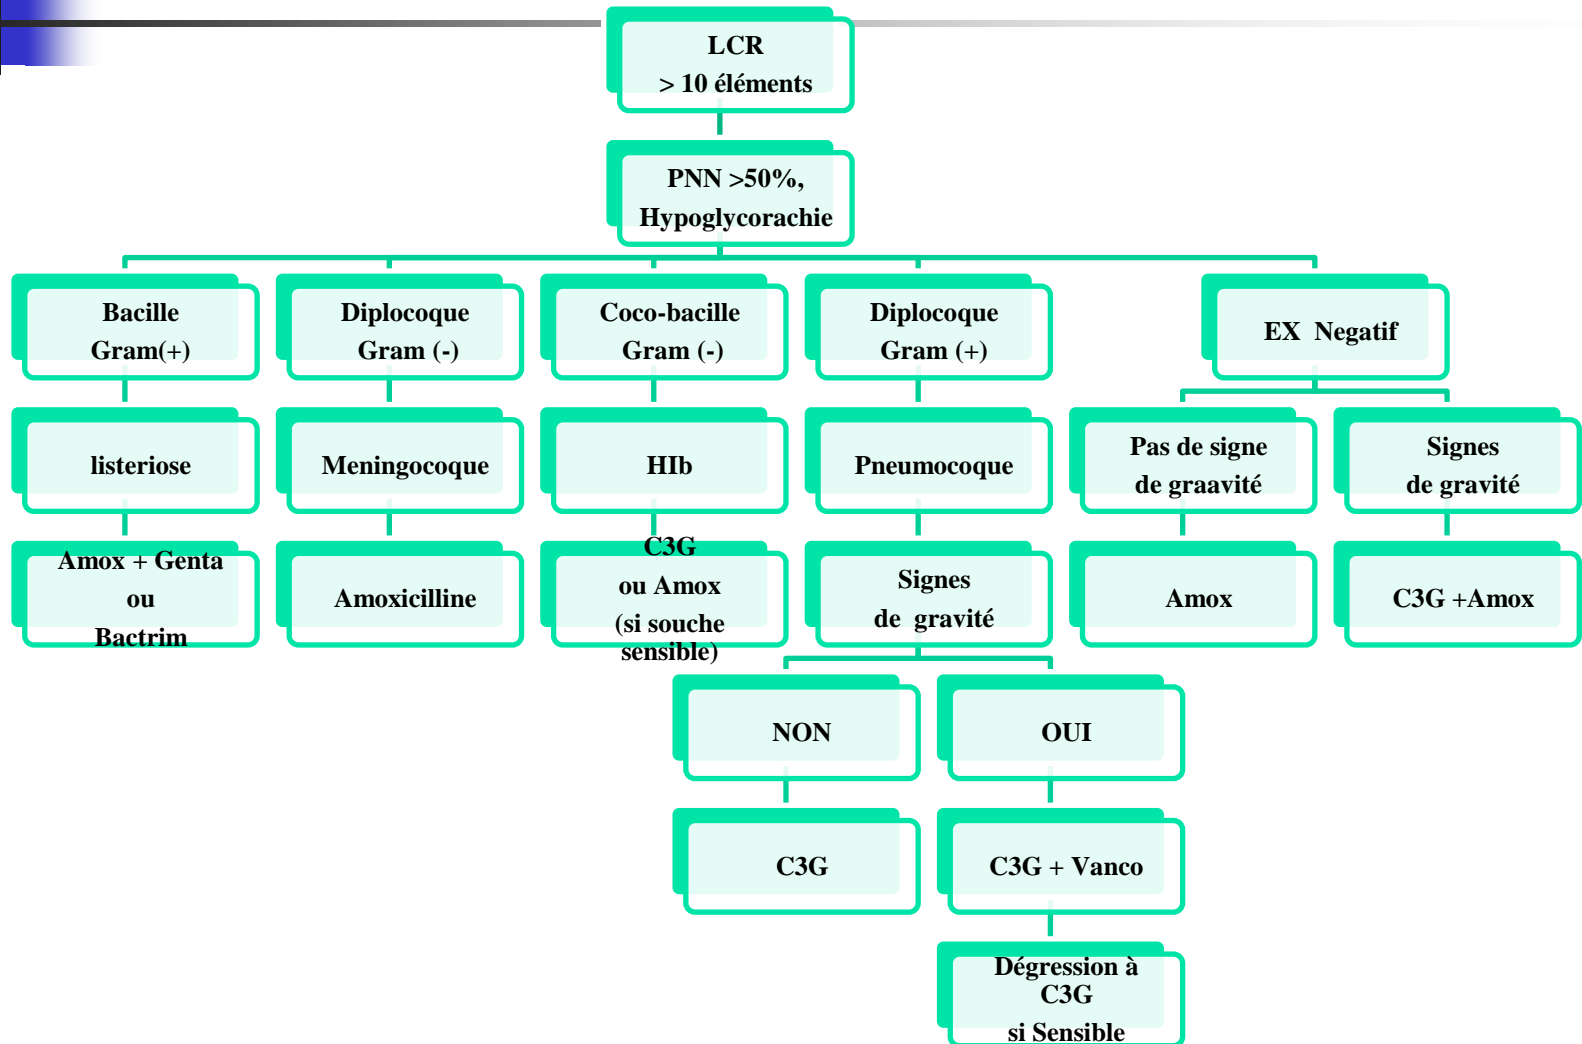 LCR
> 10 éléments
PNN >50%,
Hypoglycorachie
Bacille
Gram(+)
Diplocoque
Gram (-)
Coco-bacille
Gram (-)
Diplocoque
Gram (+)
EX Negatif
listeriose
Meningocoque
HIb
Pneumocoque
Pas de signe
de graavité
Signes
de gravité
Amox + Genta
ou
Bactrim
Amoxicilline
C3G
ou Amox
(si souche
sensible)
Signes
de gravité
Amox
C3G +Amox
NON
OUI
C3G
C3G + Vanco
Dégression à
C3G
si Sensible